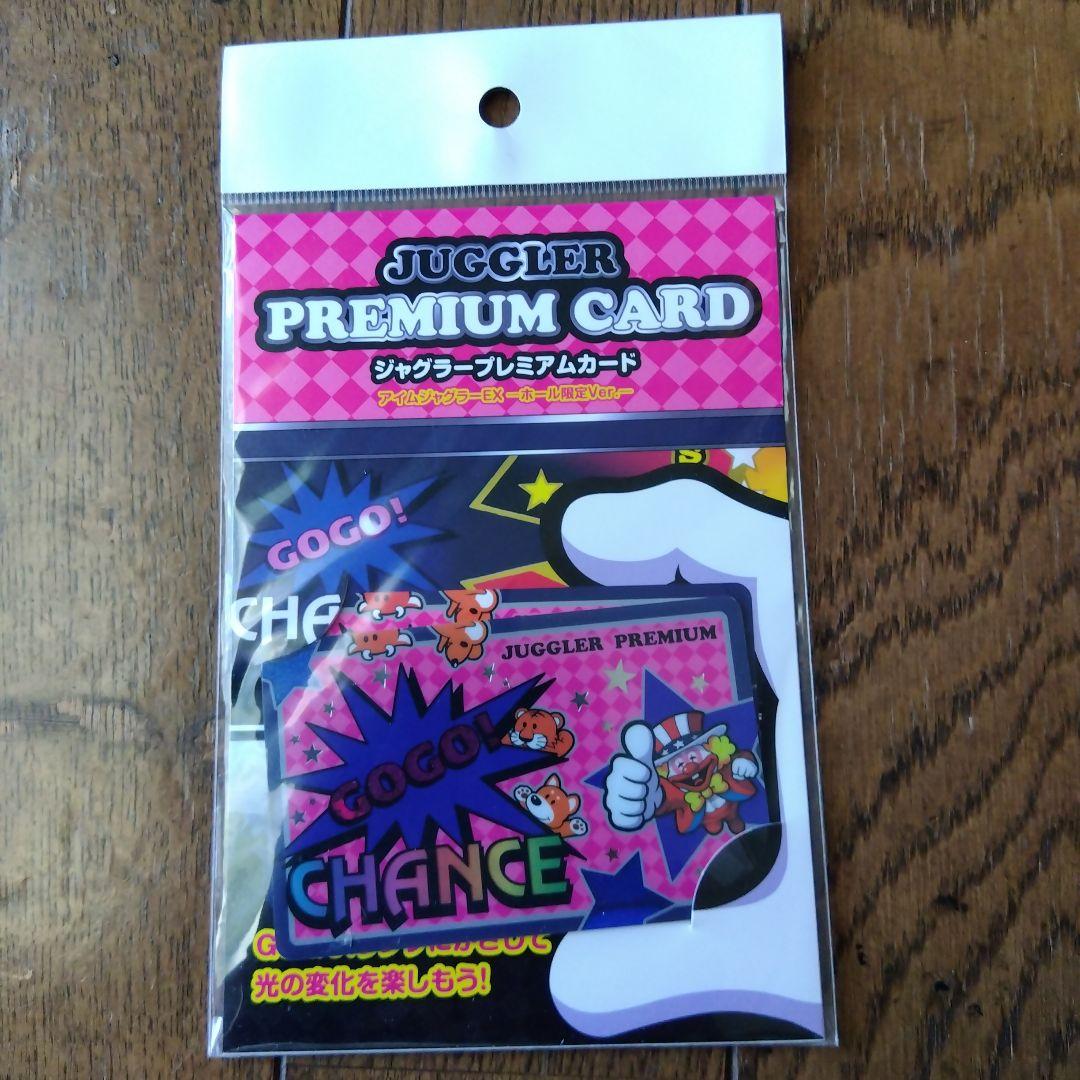 JUGGLER
PREMIUM CARD
ジャグラープレミアムカード
アイムジャグラーEX ーホール限定Ver.ー
S
GOGO!
CHA
JUGGLER PREMIUM
GOGO!
CHANCE
光の変化を楽しもう!